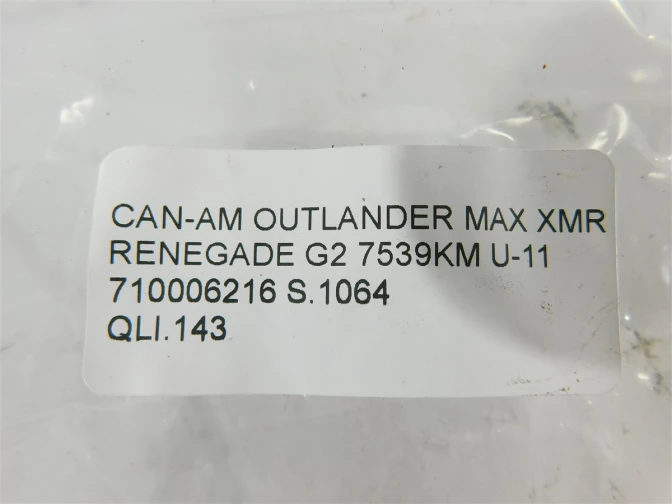 CAN-AM OUTLANDER MAX XMR
RENEGADE G2 7539KM U-11
710006216 S.1064
QLI.143